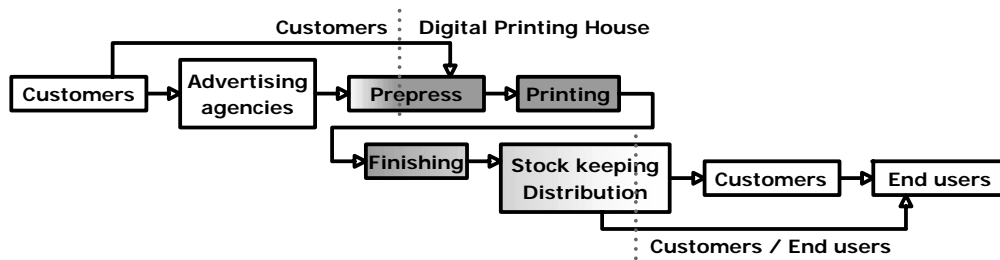 Customers
Digital Printing House
Customers
Advertising
agencies
Prepress
Printing
Finishing
Stock keeping
Distribution
Customers
End users
Customers / End users